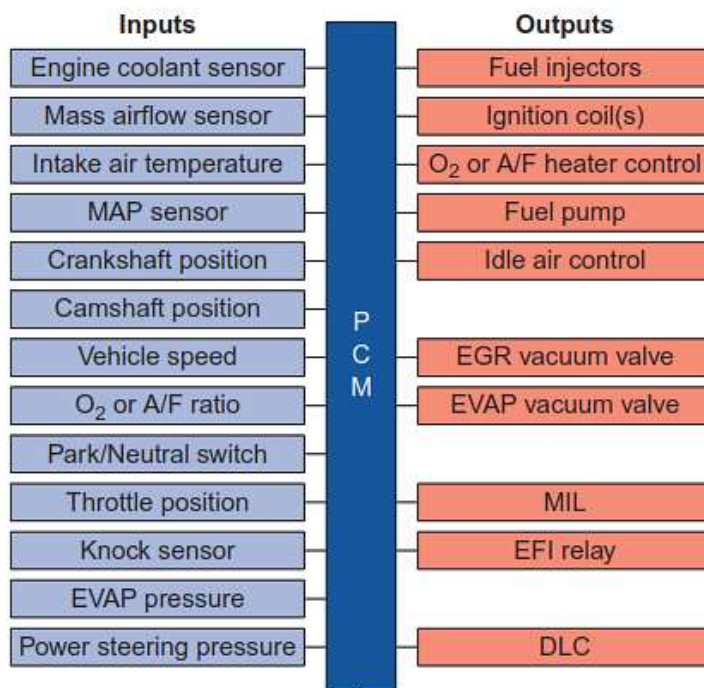 Inputs
Outputs
Engine coolant sensor
Fuel injectors
Mass airflow sensor
Ignition coil(s)
Intake air temperature
O₂ or A/F heater control
MAP sensor
Fuel pump
Crankshaft position
Idle air control
Camshaft position
P
C
M
Vehicle speed
EGR vacuum valve
O₂ or A/F ratio
EVAP vacuum valve
Park/Neutral switch
Throttle position
MIL
Knock sensor
EFI relay
EVAP pressure
Power steering pressure
DLC